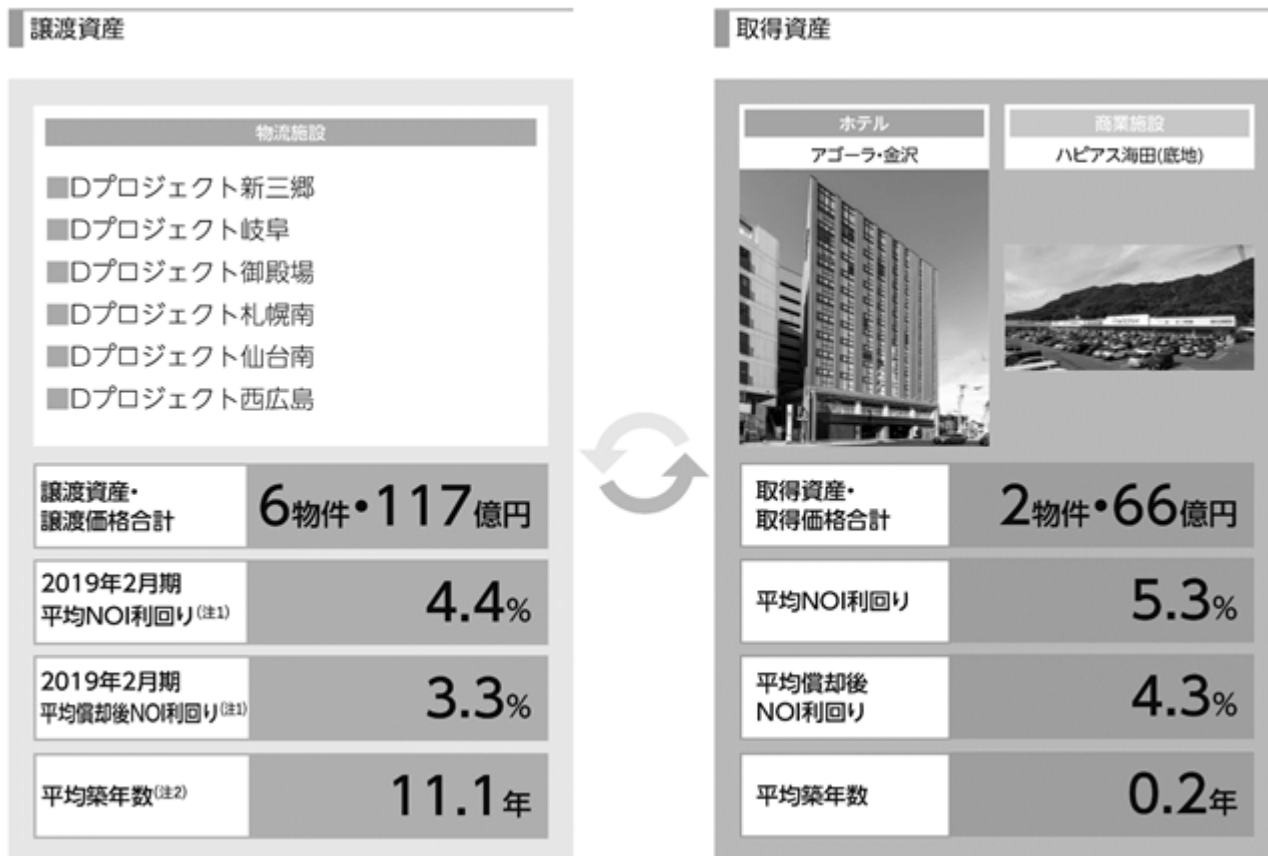 譲渡資産
物流施設
■Dプロジェクト新三郷
■Dプロジェクト岐阜
■Dプロジェクト御殿場
■Dプロジェクト札幌南
■Dプロジェクト仙台南
■Dプロジェクト西広島
譲渡資産・
譲渡価格合計
6物件・117億円
2019年2月期
平均NOI利回り(注1)
4.4%
2019年2月期
平均償却後NOI利回り(注1)
3.3%
平均築年数(注2)
11.1年
取得資産
ホテル
アゴーラ・金沢
商業施設
ハピアス海田(底地)
取得資産・
取得価格合計
2物件・66億円
平均NOI利回り
5.3%
平均償却後
NOI利回り
4.3%
平均築年数
0.2年